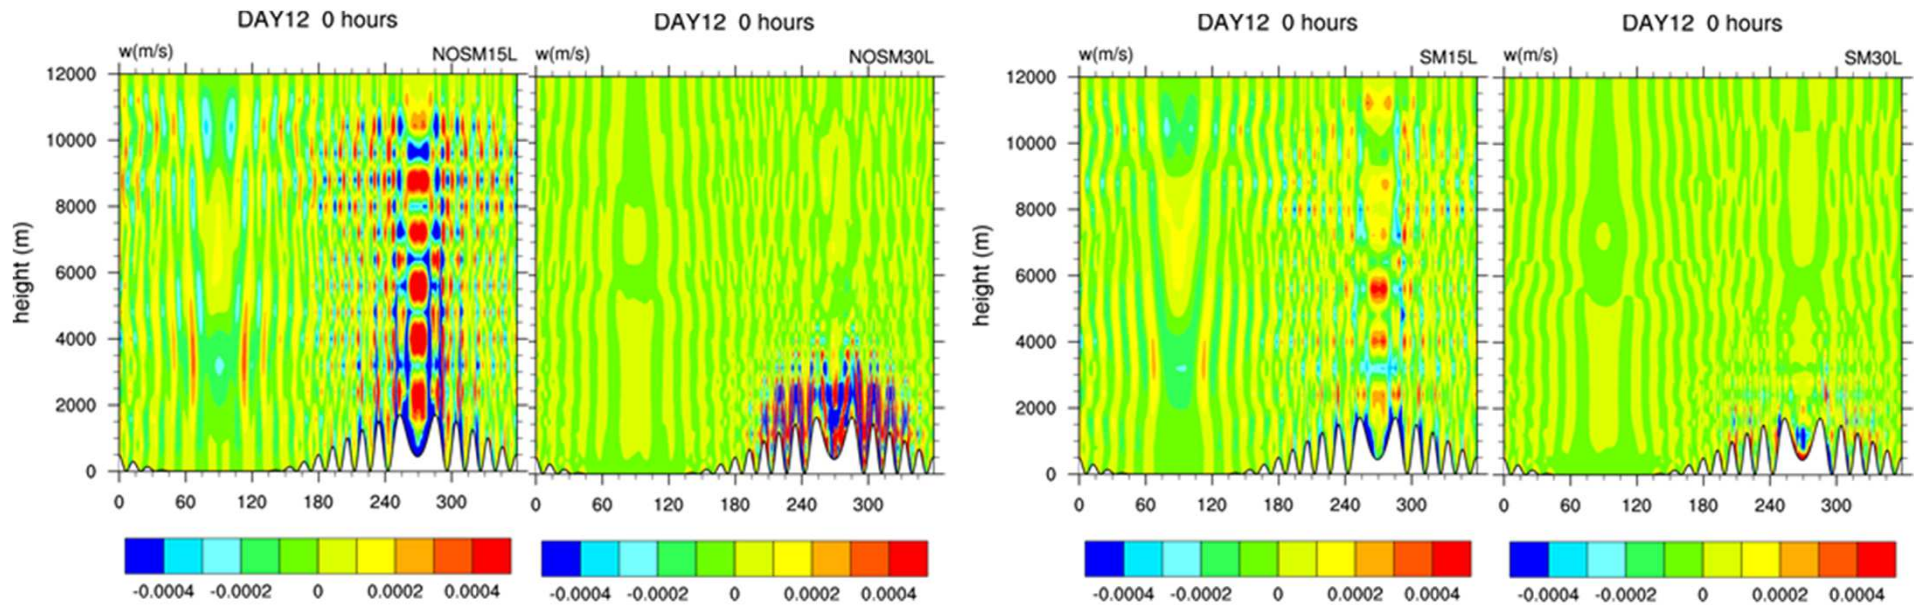 DAY12 0 hours DAY12 0 hours DAY12 0 hours DAY12 0 hours
w(m/s) NOSM15L w(m/s) NOSM30L w(m/s) SM15L w(m/s) SM30L
12000 12000
10000 10000
8000 8000
height (m) height (m)
6000 6000
4000 4000
2000 2000
0 0
0 60 120 180 240 300 0 60 120 180 240 300 0 60 120 180 240 300 0 60 120 180 240 300
-0.0004 -0.0002 0 0.0002 0.0004 -0.0004 -0.0002 0 0.0002 0.0004 -0.0004 -0.0002 0 0.0002 0.0004 -0.0004 -0.0002 0 0.0002 0.0004